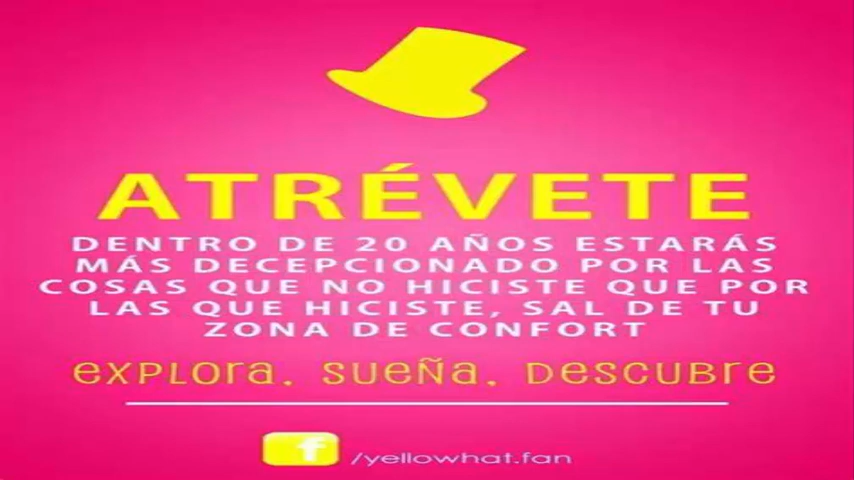 ATRÉVETE
DENTRO DE 20 AÑOS ESTARÁS
MÁS DECEPCIONADO POR LAS
COSAS QUE NO HICISTE QUE POR
LAS QUE HICISTE, SAL DE TU
ZONA DE CONFORT
EXPLORA. SUEÑA. DESCUBRE
f /yellowhat.fan